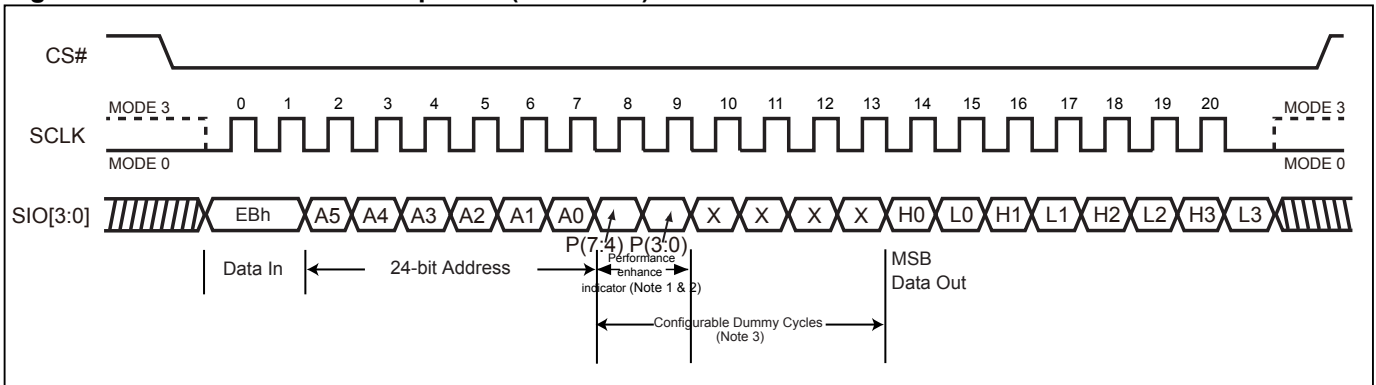 CS#
0 1 2 3 4 5 6 7 8 9 10 11 12 13 14 15 16 17 18 19 20
MODE 3
MODE 3
SCLK
MODE 0
MODE 0
SIO[3:0]
EBh A5 A4 A3 A2 A1 A0 X X X X H0 L0 H1 L1 H2 L2 H3 L3
P(7:4) P(3:0)
Data In
24-bit Address
Performance
enhance
indicator (Note 1 & 2)
MSB
Data Out
Configurable Dummy Cycles
(Note 3)